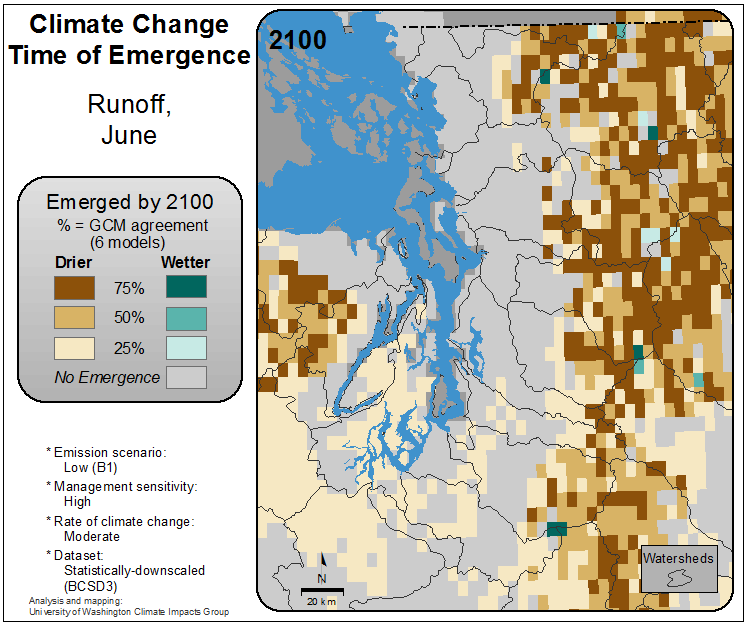 Climate Change
Time of Emergence
Runoff,
June
Emerged by 2100
% = GCM agreement
(6 models)
Drier
Wetter
75%
50%
25%
No Emergence
* Emission scenario:
Low (B1)
* Management sensitivity:
High
* Rate of climate change:
Moderate
* Dataset:
Statistically-downscaled
(BCSD3)
Analysis and mapping:
University of Washington Climate Impacts Group
2100
N
20 km
Watersheds